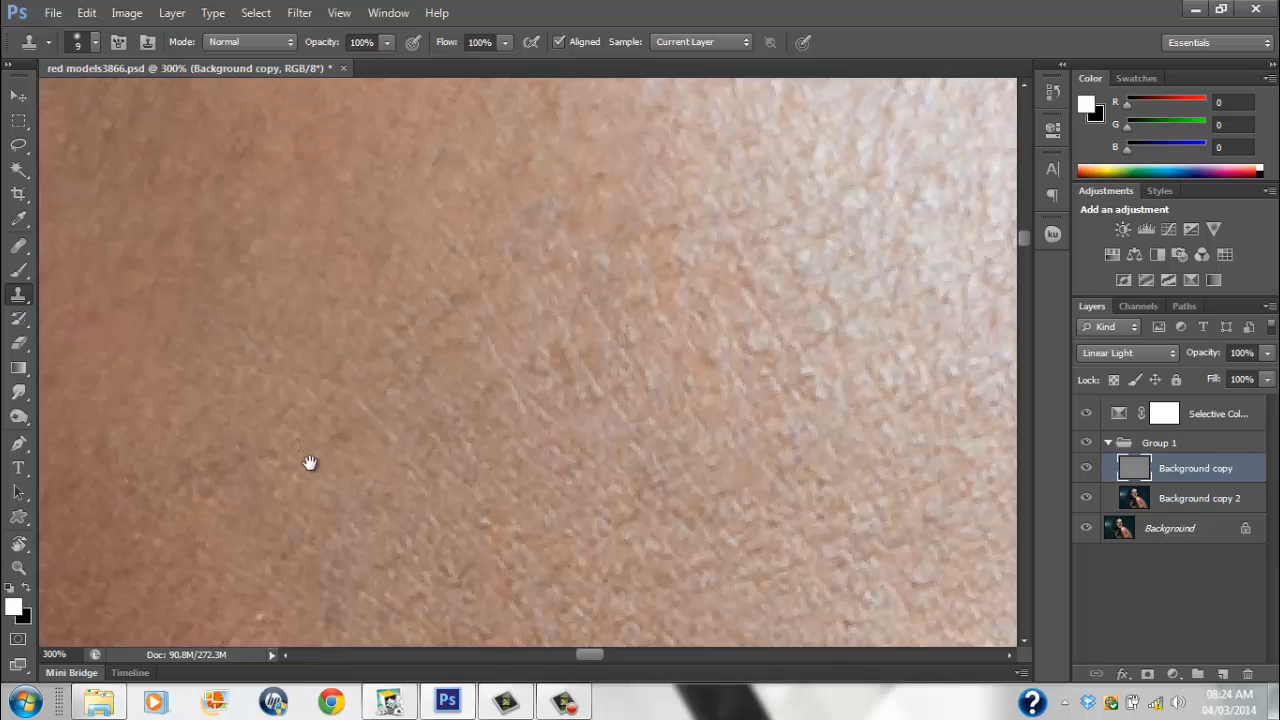 Ps File Edit Image Layer Type Select Filter View Window Help
9 Mode: Normal Opacity: 100% Flow: 100% Aligned Sample: Current Layer Essentials
red models3866.psd @ 300% (Background copy, RGB/8*) * ×
Color Swatches
R 0
G 0
B 0
Adjustments Styles
Add an adjustment
ku
Layers Channels Paths
Kind
Linear Light Opacity: 100%
Lock: Fill: 100%
Selective Col...
Group 1
Background copy
Background copy 2
Background
300% Doc: 90.8M/272.3M
Mini Bridge Timeline
08:24 AM
04/03/2014